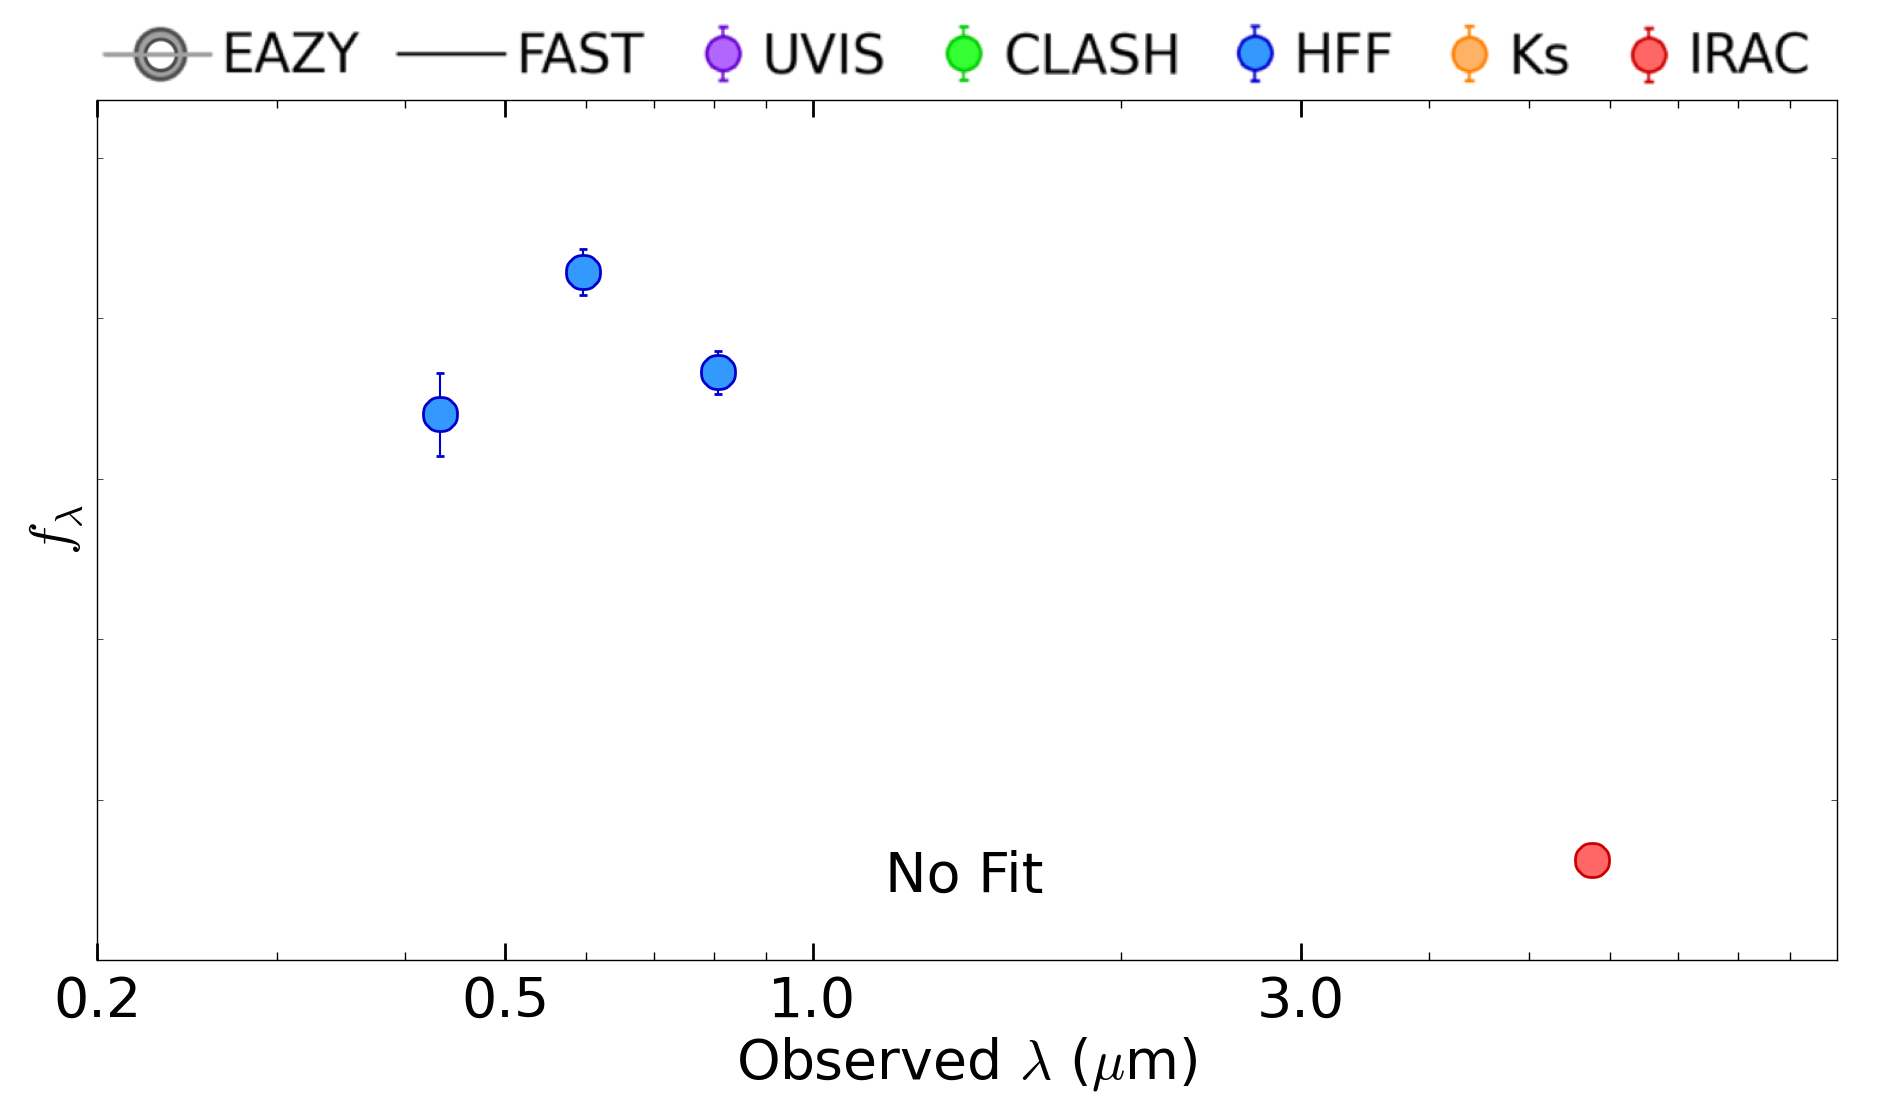 EAZY FAST UVIS CLASH HFF Ks IRAC
f_λ
No Fit
0.2 0.5 1.0 3.0
Observed λ (μm)